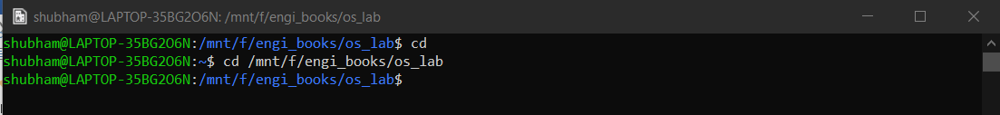 shubham@LAPTOP-35BG2O6N: /mnt/f/engi_books/os_lab
shubham@LAPTOP-35BG2O6N:/mnt/f/engi_books/os_lab$ cd
shubham@LAPTOP-35BG2O6N:~$ cd /mnt/f/engi_books/os_lab
shubham@LAPTOP-35BG2O6N:/mnt/f/engi_books/os_lab$